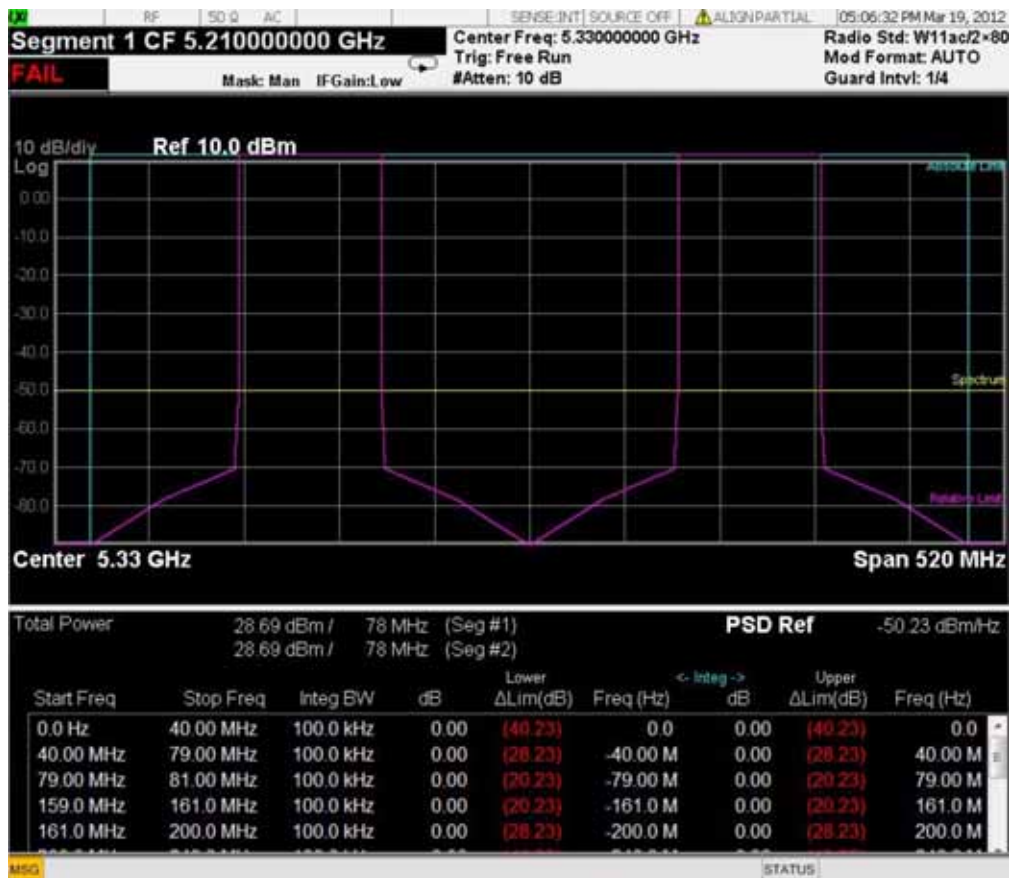 LXI RF 50 Ω AC SENSE:INT SOURCE OFF ALIGN PARTIAL 05:06:32 PM Mar 19, 2012
Segment 1 CF 5.210000000 GHz
Center Freq: 5.330000000 GHz
Radio Std: W11ac/2×80
FAIL
Trig: Free Run
Mod Format: AUTO
Mask: Man IFGain:Low
#Atten: 10 dB
Guard Intvl: 1/4
10 dB/div
Ref 10.0 dBm
Log
Absolute Limit
0.00
-10.0
-20.0
-30.0
-40.0
-50.0
Spectrum
-60.0
-70.0
-80.0
Relative Limit
Center 5.33 GHz
Span 520 MHz
Total Power 28.69 dBm / 78 MHz (Seg #1) PSD Ref -50.23 dBm/Hz
28.69 dBm / 78 MHz (Seg #2)
Lower <- Integ -> Upper
Start Freq Stop Freq Integ BW dB ΔLim(dB) Freq (Hz) dB ΔLim(dB) Freq (Hz)
0.0 Hz 40.00 MHz 100.0 kHz 0.00 (40.23) 0.0 0.00 (40.23) 0.0
40.00 MHz 79.00 MHz 100.0 kHz 0.00 (28.23) -40.00 M 0.00 (28.23) 40.00 M
79.00 MHz 81.00 MHz 100.0 kHz 0.00 (20.23) -79.00 M 0.00 (20.23) 79.00 M
159.0 MHz 161.0 MHz 100.0 kHz 0.00 (20.23) -161.0 M 0.00 (20.23) 161.0 M
161.0 MHz 200.0 MHz 100.0 kHz 0.00 (28.23) -200.0 M 0.00 (28.23) 200.0 M
MSG
STATUS